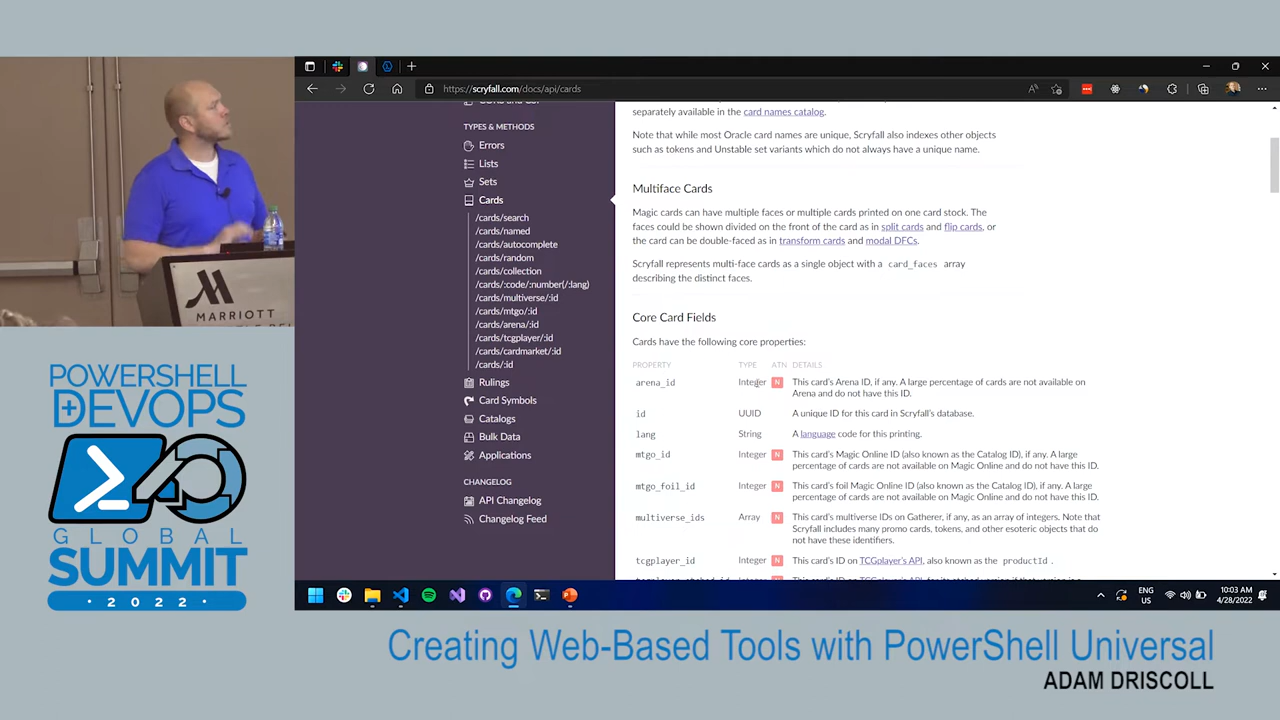 https://scryfall.com/docs/api/cards
TYPES & METHODS
Errors
Lists
Sets
Cards
/cards/search
/cards/named
/cards/autocomplete
/cards/random
/cards/collection
/cards/:code/:number(/:lang)
/cards/multiverse/:id
/cards/mtgo/:id
/cards/arena/:id
/cards/tcgplayer/:id
/cards/cardmarket/:id
/cards/:id
Rulings
Card Symbols
Catalogs
Bulk Data
Applications
CHANGELOG
API Changelog
Changelog Feed
separately available in the card names catalog.
Note that while most Oracle card names are unique, Scryfall also indexes other objects
such as tokens and Unstable set variants which do not always have a unique name.
Multiface Cards
Magic cards can have multiple faces or multiple cards printed on one card stock. The
faces could be shown divided on the front of the card as in split cards and flip cards, or
the card can be double-faced as in transform cards and modal DFCs.
Scryfall represents multi-face cards as a single object with a card_faces array
describing the distinct faces.
Core Card Fields
Cards have the following core properties:
PROPERTY TYPE ATN DETAILS
arena_id Integer N This card's Arena ID, if any. A large percentage of cards are not available on
Arena and do not have this ID.
id UUID A unique ID for this card in Scryfall's database.
lang String A language code for this printing.
mtgo_id Integer N This card's Magic Online ID (also known as the Catalog ID), if any. A large
percentage of cards are not available on Magic Online and do not have this ID.
mtgo_foil_id Integer N This card's foil Magic Online ID (also known as the Catalog ID), if any. A large
percentage of cards are not available on Magic Online and do not have this ID.
multiverse_ids Array N This card's multiverse IDs on Gatherer, if any, as an array of integers. Note that
Scryfall includes many promo cards, tokens, and other esoteric objects that do
not have these identifiers.
tcgplayer_id Integer N This card's ID on TCGplayer's API, also known as the productId .
ENG
US
10:03 AM
4/28/2022
MARRIOTT
POWERSHELL
DEVOPS
GLOBAL
SUMMIT
· 2022 ·
Creating Web-Based Tools with PowerShell Universal
ADAM DRISCOLL